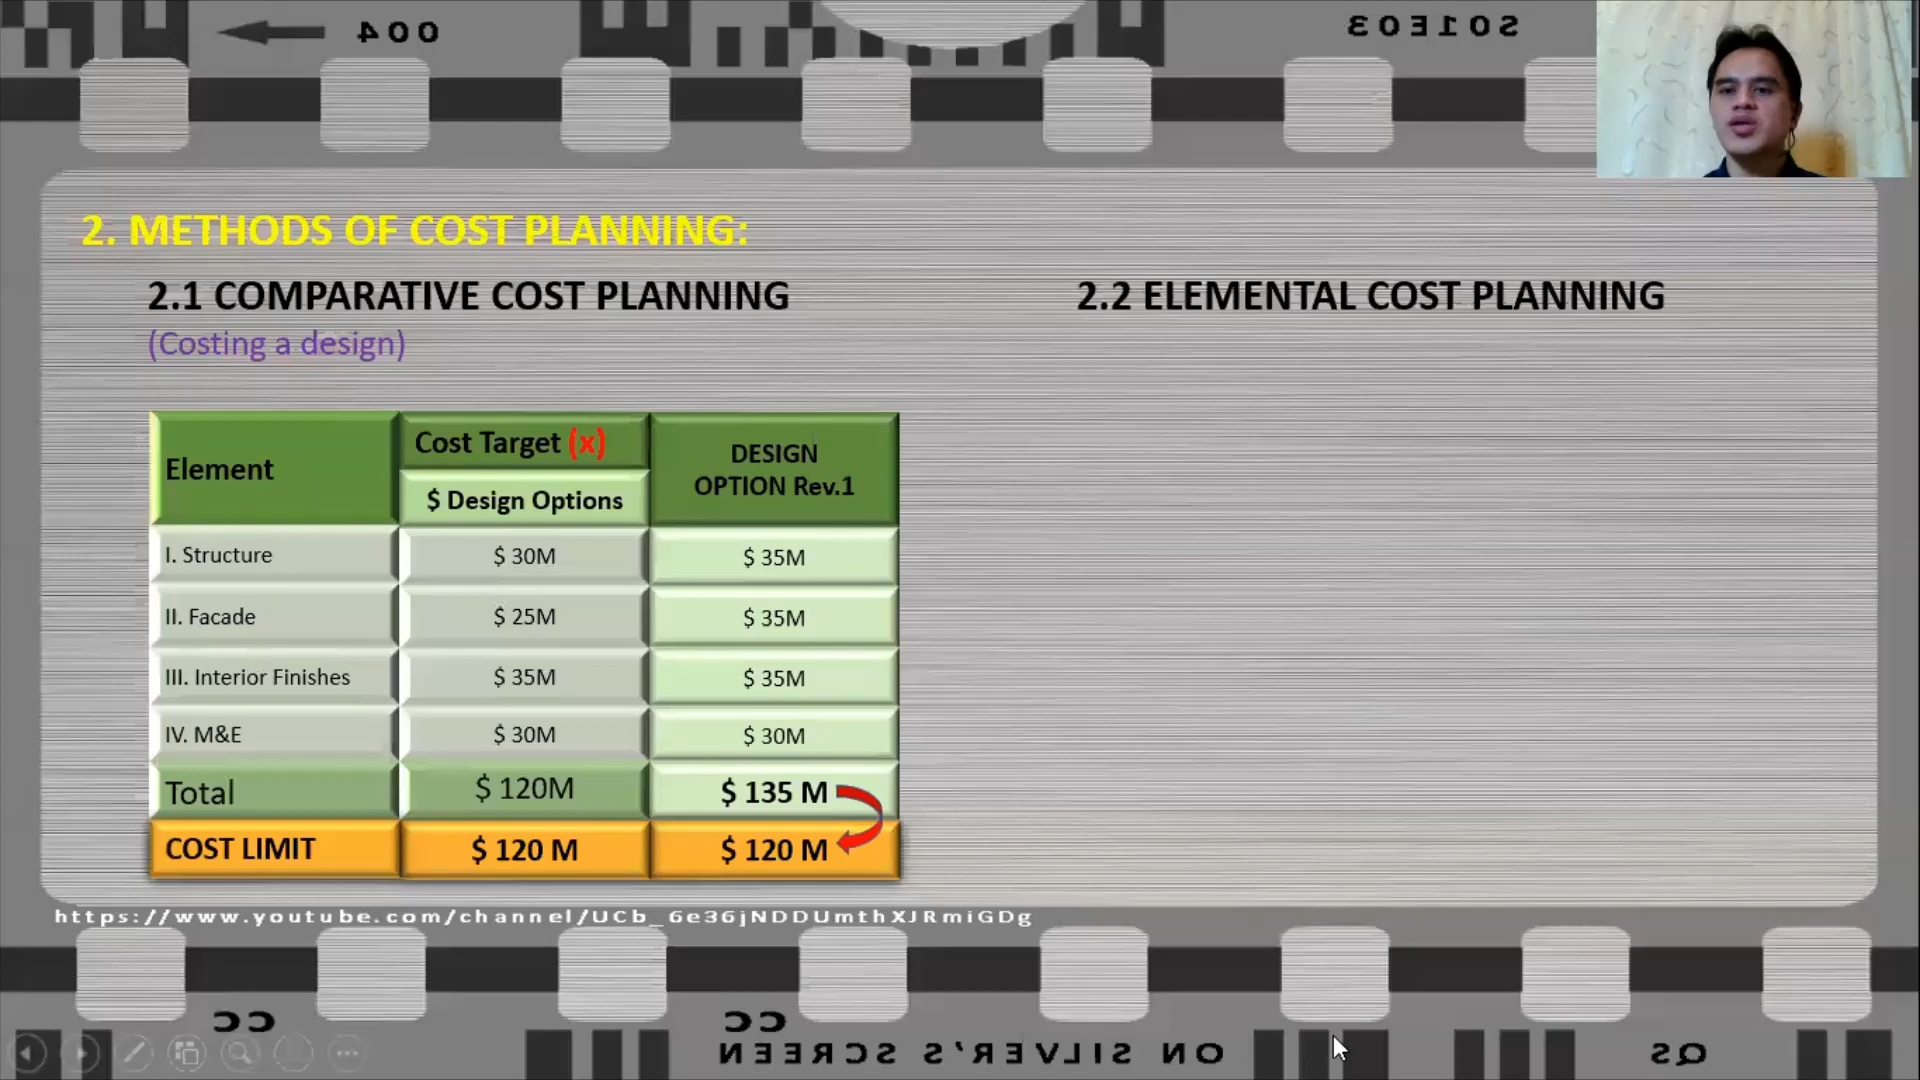 004
S01E03
2. METHODS OF COST PLANNING:
2.1 COMPARATIVE COST PLANNING
2.2 ELEMENTAL COST PLANNING
(Costing a design)
Element
Cost Target (x)
DESIGN
OPTION Rev.1
$ Design Options
I. Structure
$ 30M
$ 35M
II. Facade
$ 25M
$ 35M
III. Interior Finishes
$ 35M
$ 35M
IV. M&E
$ 30M
$ 30M
Total
$ 120M
$ 135 M
COST LIMIT
$ 120 M
$ 120 M
https://www.youtube.com/channel/UCb_6e36jNDDUmthXJRmiGDg
CC
CC
ON SILVER'S SCREEN
QS